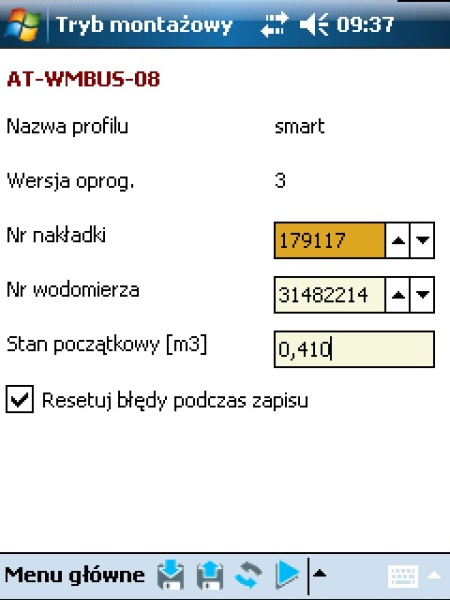 Tryb montażowy 09:37
AT-WMBUS-08
Nazwa profilu smart
Wersja oprog. 3
Nr nakładki 179117
Nr wodomierza 31482214
Stan początkowy [m3] 0,410
Resetuj błędy podczas zapisu
Menu główne